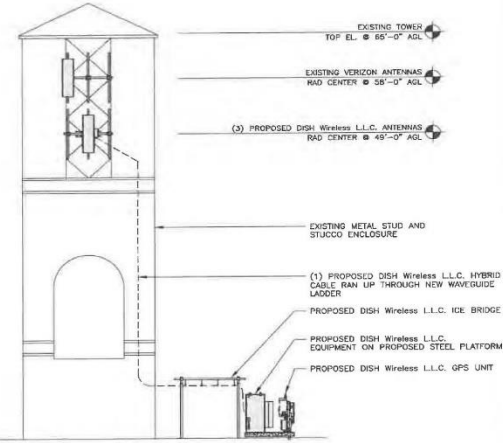 EXISTING TOWER
TOP EL. @ 65'-0" AGL
EXISTING VERIZON ANTENNAS
RAD CENTER @ 58'-0" AGL
(3) PROPOSED DISH Wireless L.L.C. ANTENNAS
RAD CENTER @ 49'-0" AGL
EXISTING METAL STUD AND
STUCCO ENCLOSURE
(1) PROPOSED DISH Wireless L.L.C. HYBRID
CABLE RAN UP THROUGH NEW WAVEGUIDE
LADDER
PROPOSED DISH Wireless L.L.C. ICE BRIDGE
PROPOSED DISH Wireless L.L.C.
EQUIPMENT ON PROPOSED STEEL PLATFORM
PROPOSED DISH Wireless L.L.C. GPS UNIT